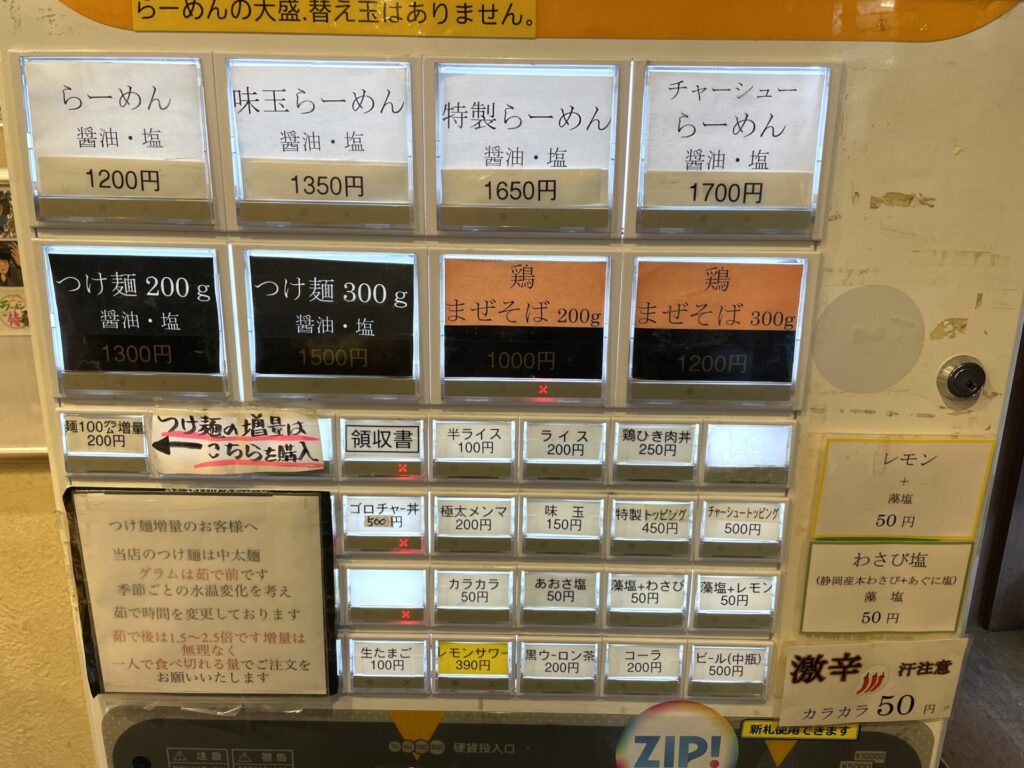 らーめんの大盛.替え玉はありません。
らーめん
醤油・塩
1200円
味玉らーめん
醤油・塩
1350円
特製らーめん
醤油・塩
1650円
チャーシュー
らーめん
醤油・塩
1700円
つけ麺 200g
醤油・塩
1300円
つけ麺 300g
醤油・塩
1500円
鶏
まぜそば 200g
1000円
鶏
まぜそば 300g
1200円
麺100g増量
200円
つけ麺の増量は
こちらを購入
領収書
半ライス
100円
ライス
200円
鶏ひき肉丼
250円
ゴロチャー丼
500円
極太メンマ
200円
味玉
150円
特製トッピング
450円
チャーシュートッピング
500円
カラカラ
50円
あおさ塩
50円
藻塩+わさび
50円
藻塩+レモン
50円
生たまご
100円
レモンサワー
390円
黒ウーロン茶
200円
コーラ
200円
ビール(中瓶)
500円
つけ麺増量のお客様へ
当店のつけ麺は中太麺
グラムは茹で前です
季節ごとの水温変化を考え
茹で時間を変更しております
茹で後は1.5～2.5倍です増量は
無理なく
一人で食べ切れる量でご注文を
お願いいたします
レモン
+
藻塩
50円
わさび塩
(静岡産本わさび+あぐに塩)
藻塩
50円
激辛
汗注意
カラカラ50円
新札使用できます
注意
警告
10
50
100
500
硬貨投入口
ZIP!
¥10000
¥5000